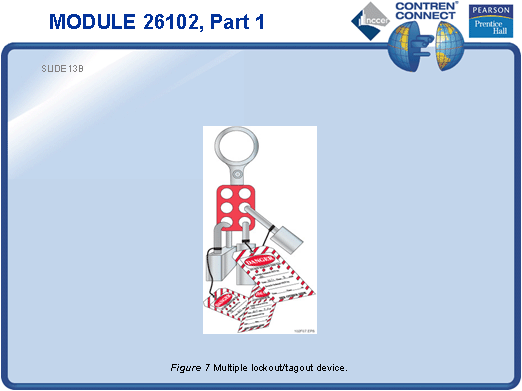 MODULE 26102, Part 1
nccer
CONTREN®
CONNECT
PEARSON
Prentice
Hall
SLIDE 13B
DANGER
Figure 7 Multiple lockout/tagout device.